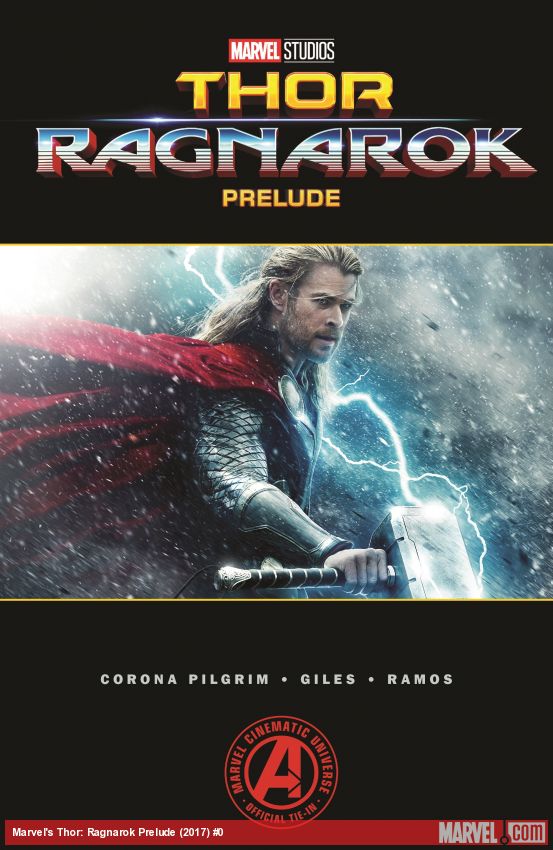 MARVEL STUDIOS
THOR
RAGNAROK
PRELUDE
CORONA PILGRIM • GILES • RAMOS
MARVEL CINEMATIC UNIVERSE
• OFFICIAL TIE-IN •
Marvel's Thor: Ragnarok Prelude (2017) #0
MARVEL.COM